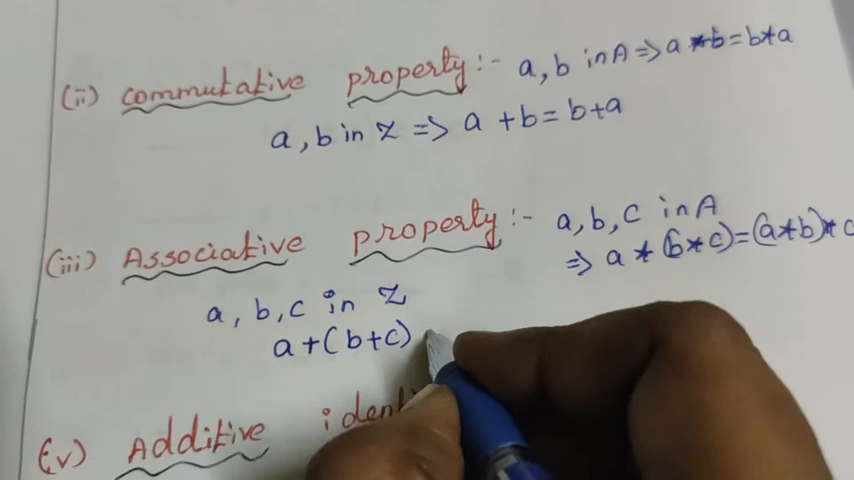 (ii) Commutative property :- a, b in A => a * b = b * a
a, b in Z => a + b = b + a
(iii) Associative property :- a, b, c in A
=> a * (b * c) = (a * b) * c
a, b, c in Z
a + (b + c)
(v) Additive